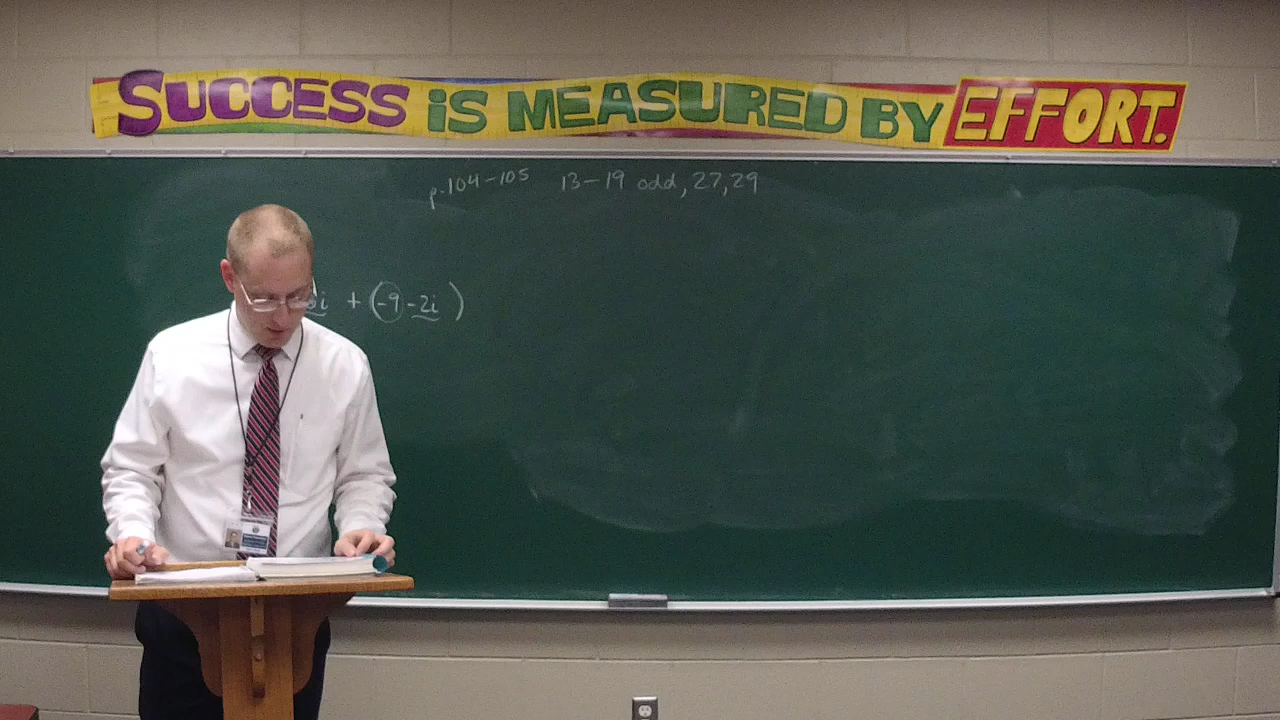 SUCCESS iS MEASURED BY EFFORT.
p.104-105 13-19 odd, 27, 29
i + (-9-2i)